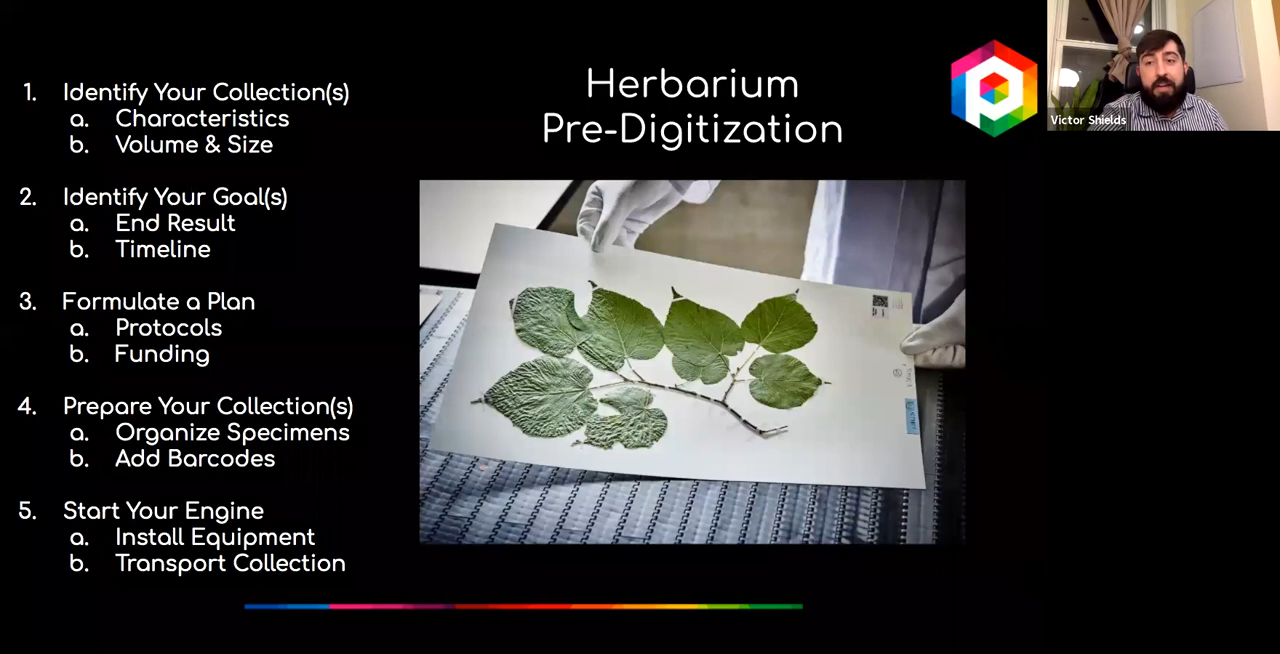 Herbarium
Pre-Digitization
1. Identify Your Collection(s)
a. Characteristics
b. Volume & Size
2. Identify Your Goal(s)
a. End Result
b. Timeline
3. Formulate a Plan
a. Protocols
b. Funding
4. Prepare Your Collection(s)
a. Organize Specimens
b. Add Barcodes
5. Start Your Engine
a. Install Equipment
b. Transport Collection
Victor Shields